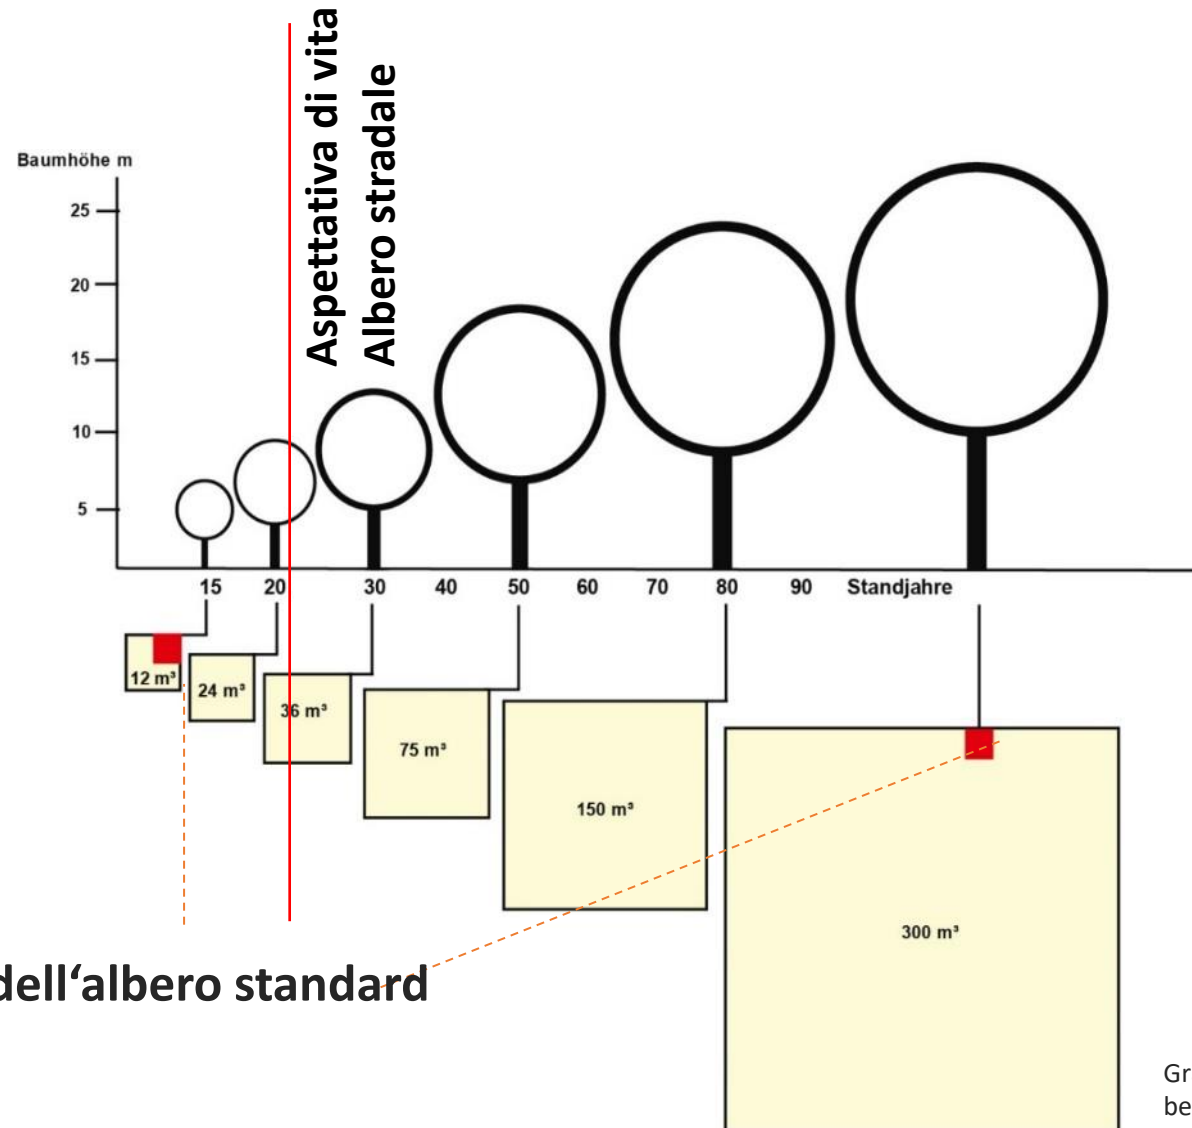 Aspettativa di vita
Albero stradale
Baumhöhe m
25
20
15
10
5
15 20 30 40 50 60 70 80 90 Standjahre
12 m³
24 m³
36 m³
75 m³
150 m³
300 m³
dell‘albero standard
Gr
be